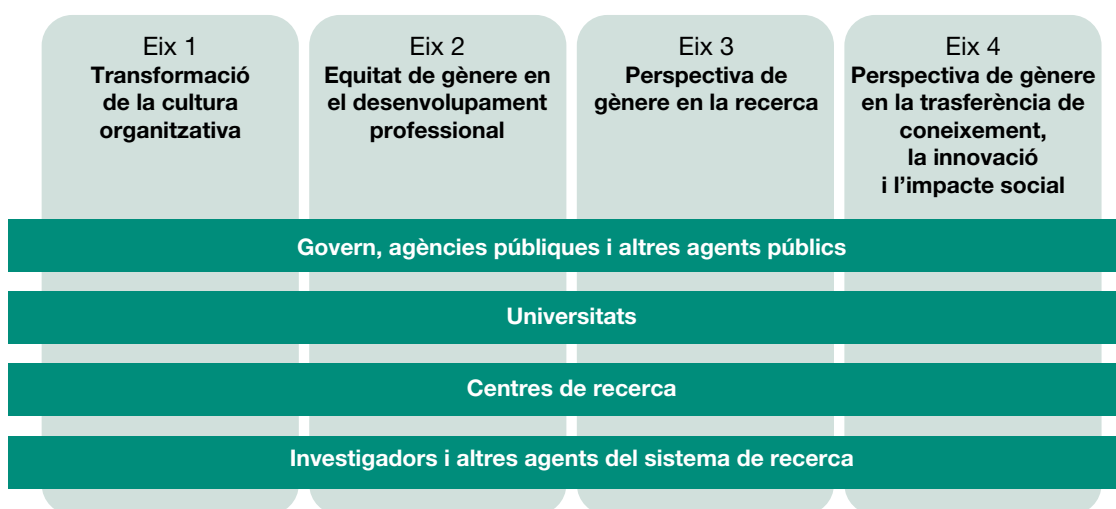 Eix 1
Transformació
de la cultura
organitzativa
Eix 2
Equitat de gènere en
el desenvolupament
professional
Eix 3
Perspectiva de
gènere en la recerca
Eix 4
Perspectiva de gènere
en la trasferència de
coneixement,
la innovació
i l’impacte social
Govern, agències públiques i altres agents públics
Universitats
Centres de recerca
Investigadors i altres agents del sistema de recerca